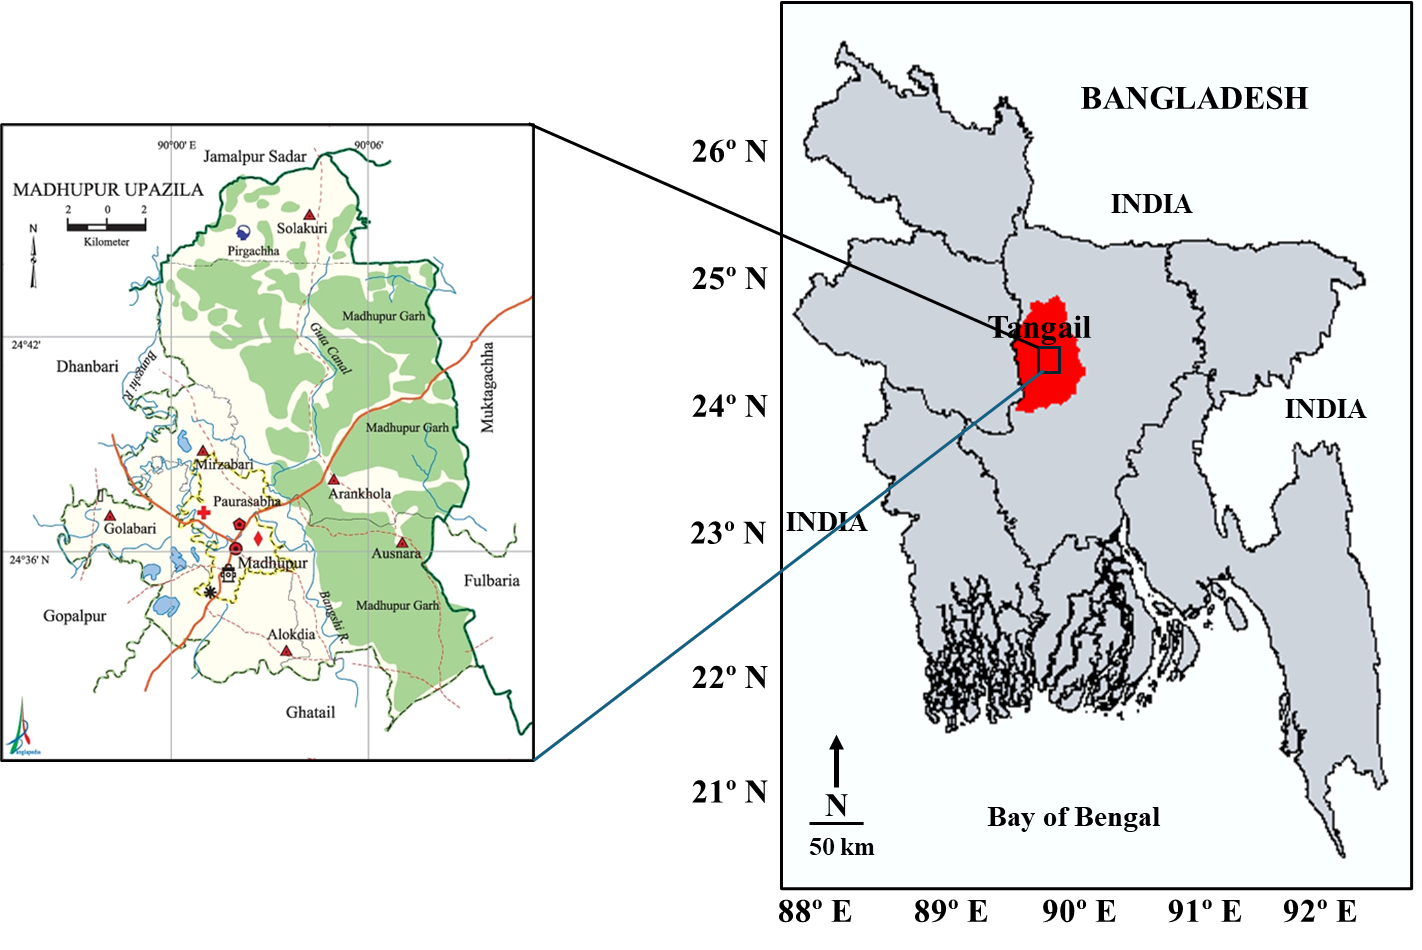 90°00' E
90°06'
Jamalpur Sadar
MADHUPUR UPAZILA
2 0 2
Kilometer
N
S
Solakuri
Pirgachha
Madhupur Garh
24°42'
Guta Canal
Dhanbari
Bangshi R.
Muktagachha
Madhupur Garh
Mirzabari
Arankhola
Paurasabha
Golabari
Ausnara
24°36' N
Madhupur
Fulbaria
Madhupur Garh
Gopalpur
Bangshi R.
Alokdia
Ghatail
anglapedia
BANGLADESH
26° N
INDIA
25° N
Tangail
24° N
INDIA
23° N
INDIA
22° N
21° N
N
50 km
Bay of Bengal
88° E 89° E 90° E 91° E 92° E